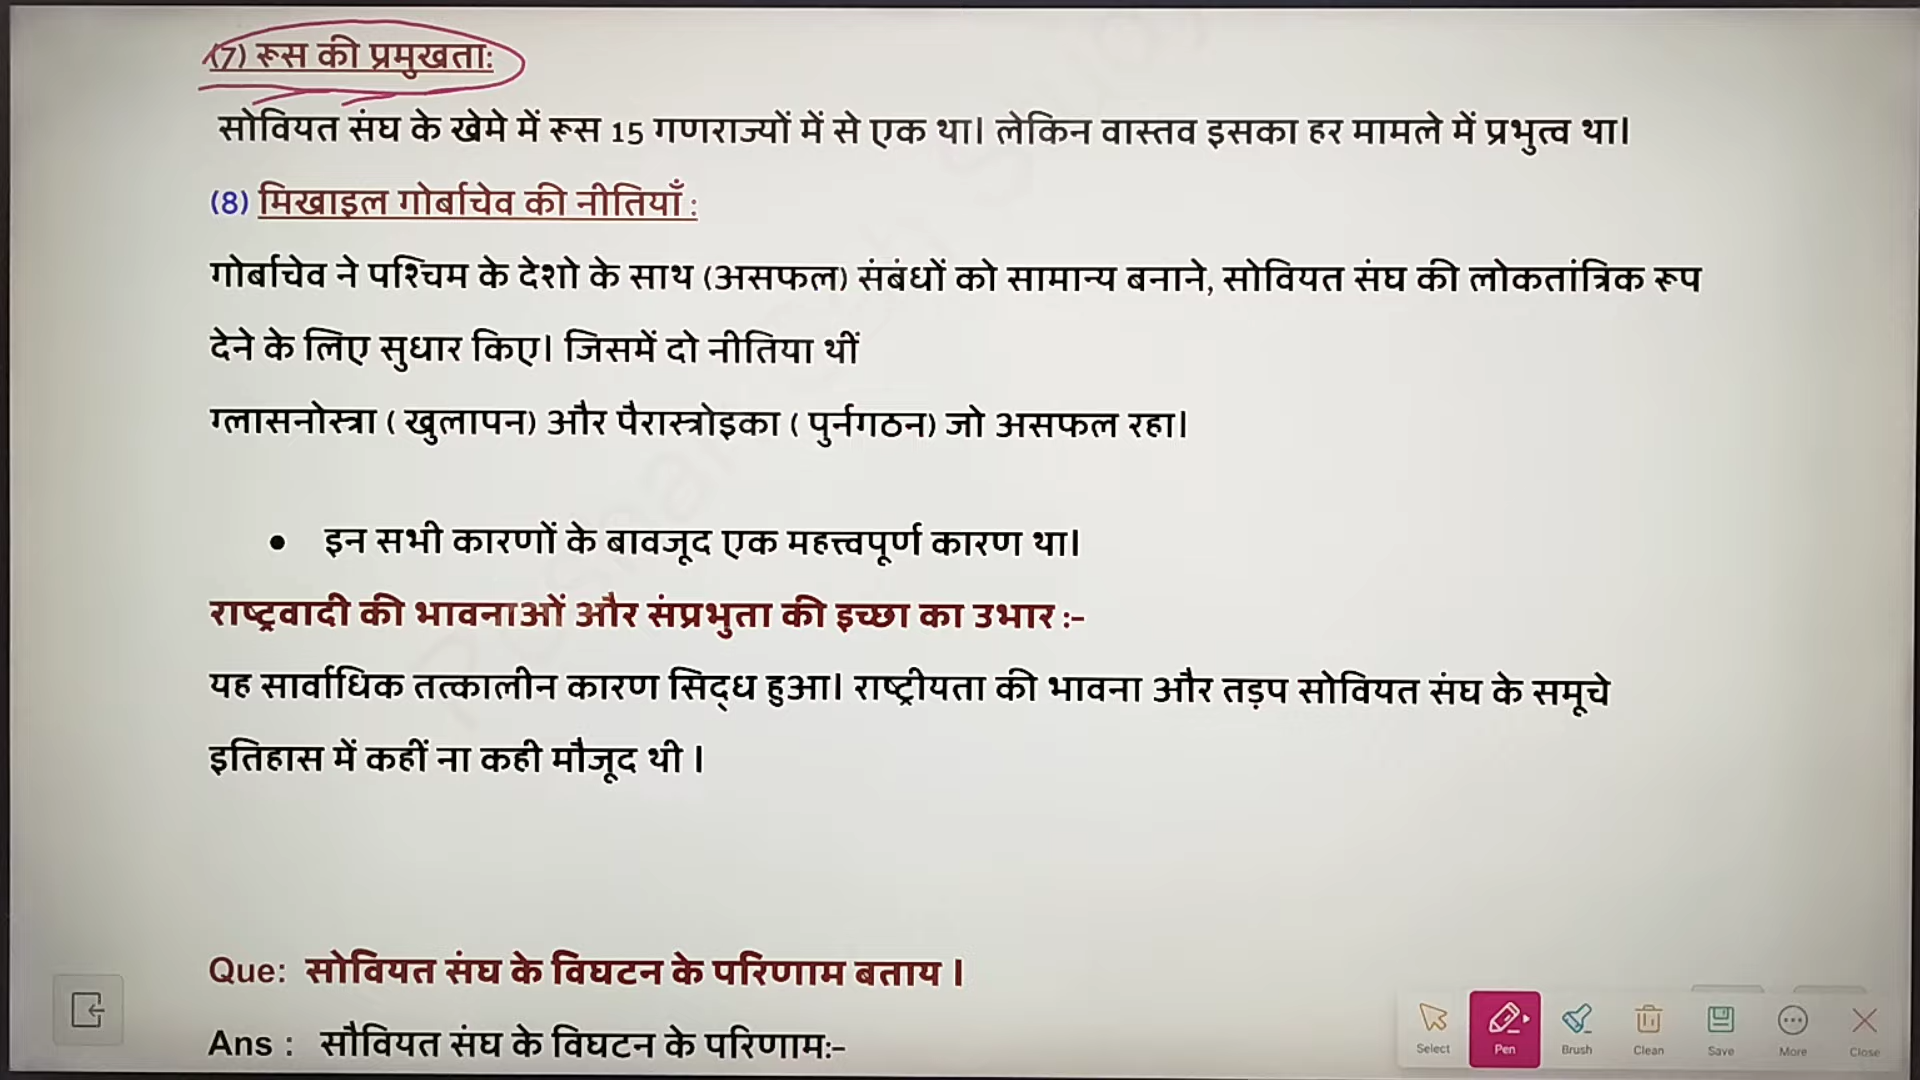 (7) रूस की प्रमुखताः
सोवियत संघ के खेमे में रूस 15 गणराज्यों में से एक था। लेकिन वास्तव इसका हर मामले में प्रभुत्व था।
(8) मिखाइल गोर्बाचेव की नीतियाँ :
गोर्बाचेव ने पश्चिम के देशो के साथ (असफल) संबंधों को सामान्य बनाने, सोवियत संघ की लोकतांत्रिक रूप
देने के लिए सुधार किए। जिसमें दो नीतिया थीं
ग्लासनोस्त्रा ( खुलापन) और पैरास्त्रोइका ( पुर्नगठन) जो असफल रहा।
• इन सभी कारणों के बावजूद एक महत्त्वपूर्ण कारण था।
राष्ट्रवादी की भावनाओं और संप्रभुता की इच्छा का उभार :-
यह सार्वाधिक तत्कालीन कारण सिद्ध हुआ। राष्ट्रीयता की भावना और तड़प सोवियत संघ के समूचे
इतिहास में कहीं ना कही मौजूद थी ।
Que: सोवियत संघ के विघटन के परिणाम बताय ।
Ans : सौवियत संघ के विघटन के परिणामः-
Select Pen Brush Clean Save More Close